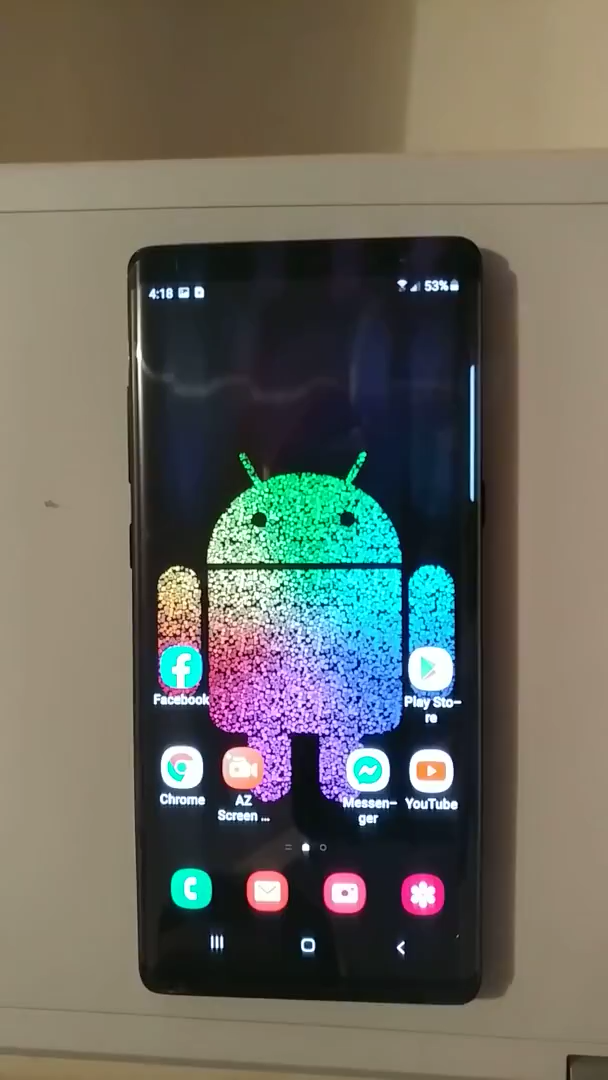 4:18 53%
Facebook
Play Sto–
re
Chrome
AZ
Screen ...
Messen–
ger
YouTube